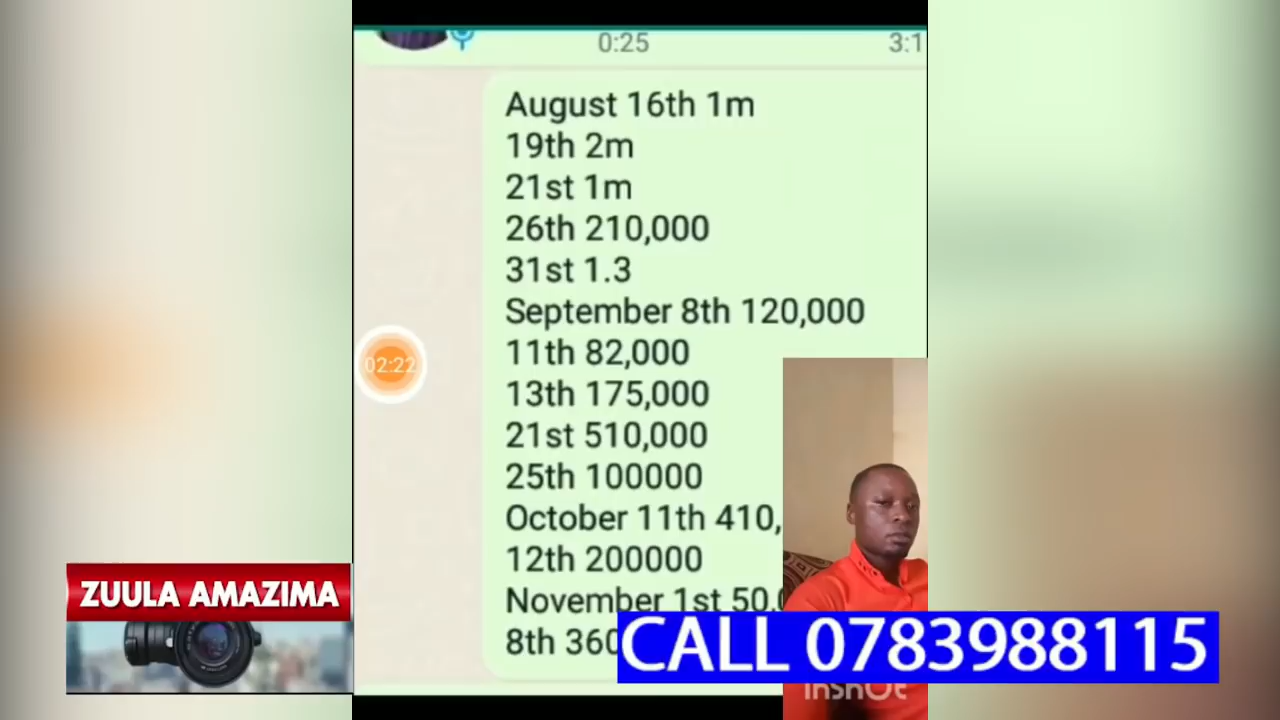 0:25
3:1
August 16th 1m
19th 2m
21st 1m
26th 210,000
31st 1.3
September 8th 120,000
11th 82,000
13th 175,000
21st 510,000
25th 100000
October 11th 410,
12th 200000
November 1st 50,0
8th 360
02:22
ZUULA AMAZIMA
CALL 0783988115
InShOt